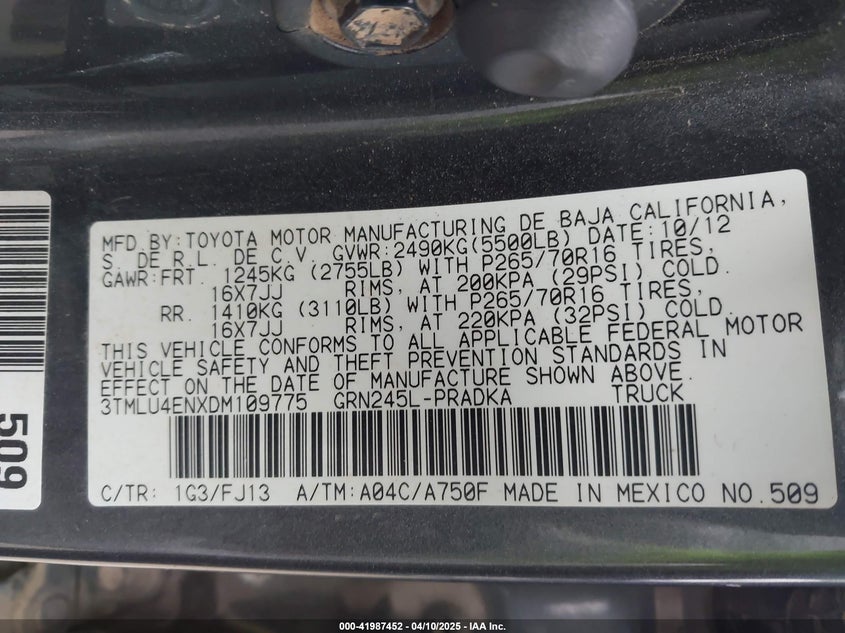 MFD. BY: TOYOTA MOTOR MANUFACTURING DE BAJA CALIFORNIA,
S. DE R.L. DE C.V. GVWR:2490KG(5500LB) DATE:10/12
GAWR:FRT. 1245KG (2755LB) WITH P265/70R16 TIRES,
16X7JJ RIMS, AT 200KPA (29PSI) COLD.
RR. 1410KG (3110LB) WITH P265/70R16 TIRES,
16X7JJ RIMS, AT 220KPA (32PSI) COLD.
THIS VEHICLE CONFORMS TO ALL APPLICABLE FEDERAL MOTOR
VEHICLE SAFETY AND THEFT PREVENTION STANDARDS IN
EFFECT ON THE DATE OF MANUFACTURE SHOWN ABOVE.
3TMLU4ENXDM109775 GRN245L-PRADKA TRUCK
C/TR: 1G3/FJ13 A/TM:A04C/A750F MADE IN MEXICO NO.509
509
000-41987452 - 04/10/2025 - IAA Inc.